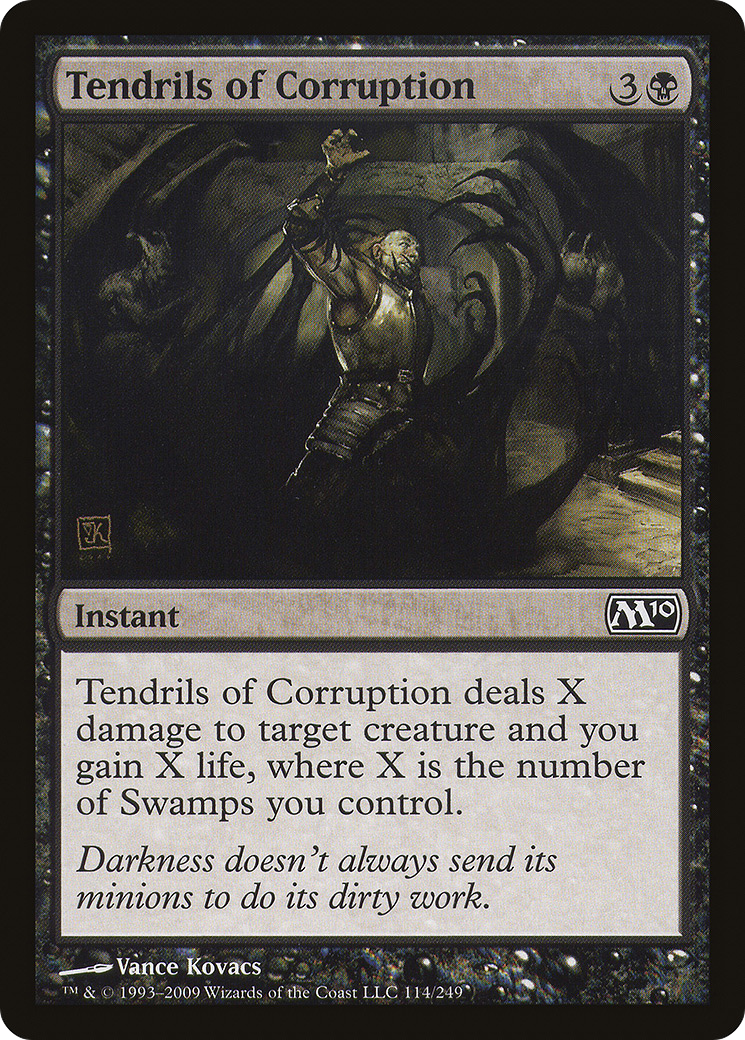 Tendrils of Corruption 3
VK
Instant M10
Tendrils of Corruption deals X
damage to target creature and you
gain X life, where X is the number
of Swamps you control.
Darkness doesn't always send its
minions to do its dirty work.
Vance Kovacs
™ & © 1993–2009 Wizards of the Coast LLC 114/249